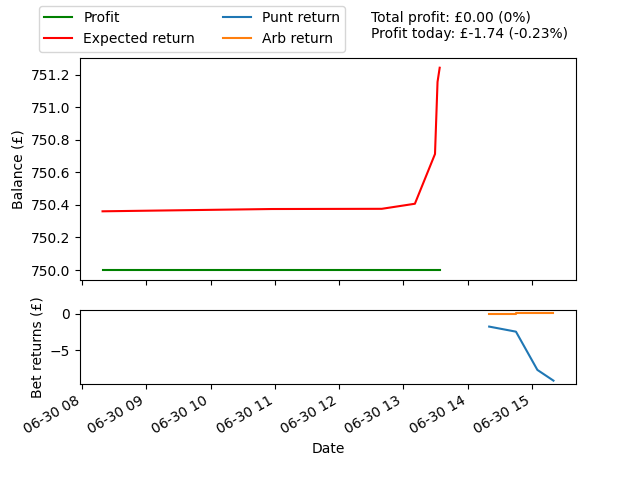 Profit
Expected return
Punt return
Arb return
Total profit: £0.00 (0%)
Profit today: £-1.74 (-0.23%)
751.2
751.0
750.8
750.6
750.4
750.2
750.0
Balance (£)
0
−5
Bet returns (£)
06-30 08
06-30 09
06-30 10
06-30 11
06-30 12
06-30 13
06-30 14
06-30 15
Date